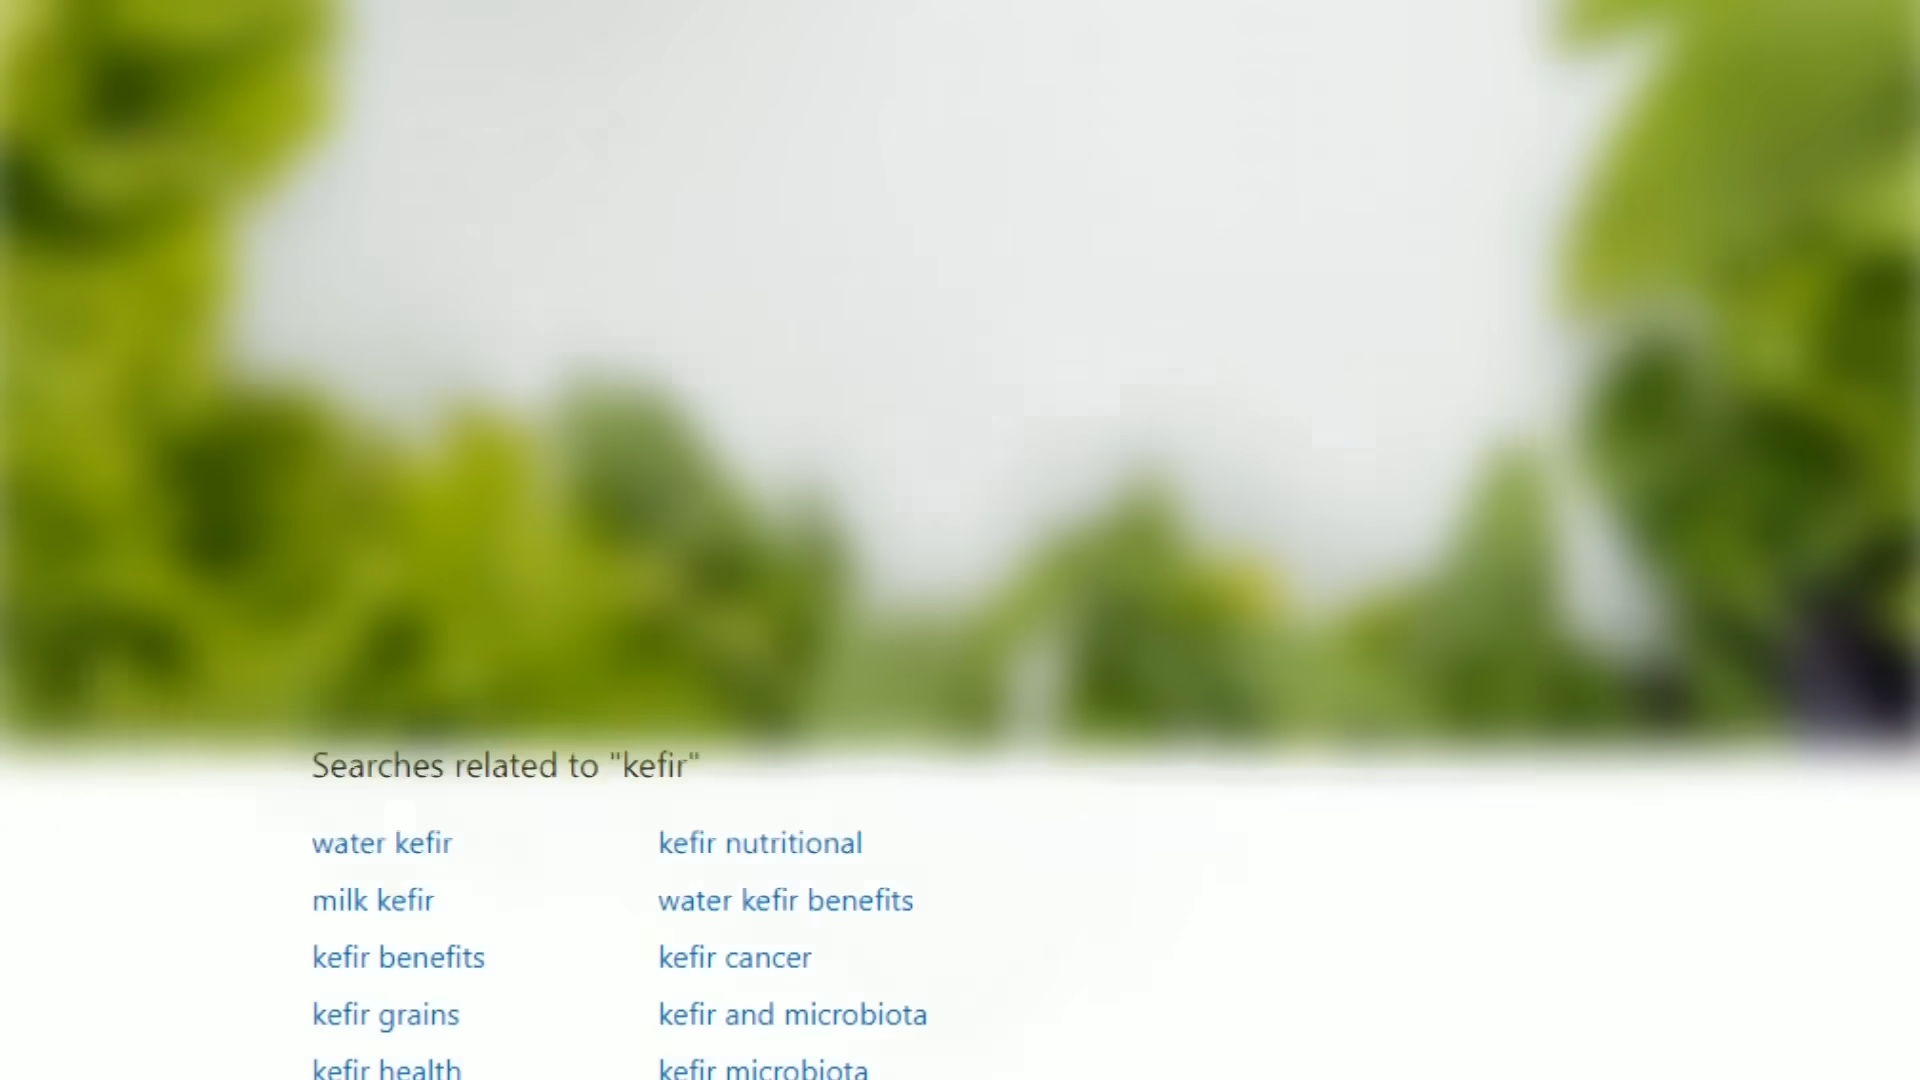 Searches related to "kefir"
water kefir
milk kefir
kefir benefits
kefir grains
kefir health
kefir nutritional
water kefir benefits
kefir cancer
kefir and microbiota
kefir microbiota